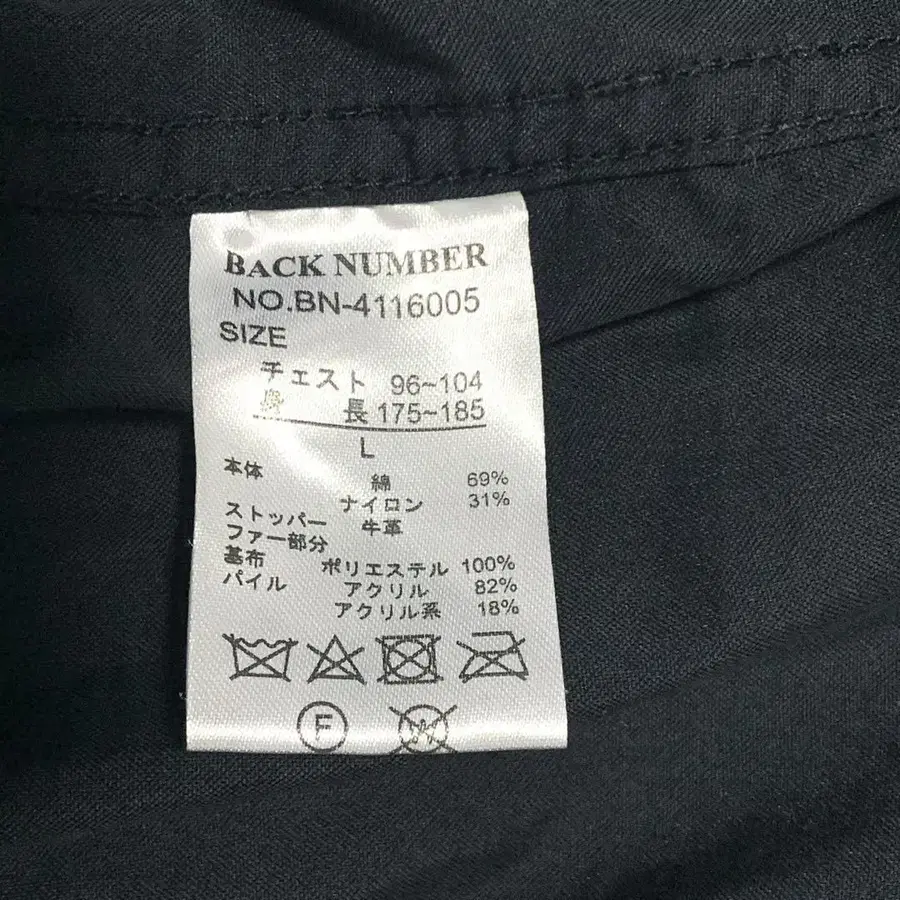 BACK NUMBER
NO.BN-4116005
SIZE
チェスト 96~104
身 長 175~185
L
本体 綿 69%
ナイロン 31%
ストッパー 牛革
ファー部分
基布 ポリエステル 100%
パイル アクリル 82%
アクリル系 18%
F
W